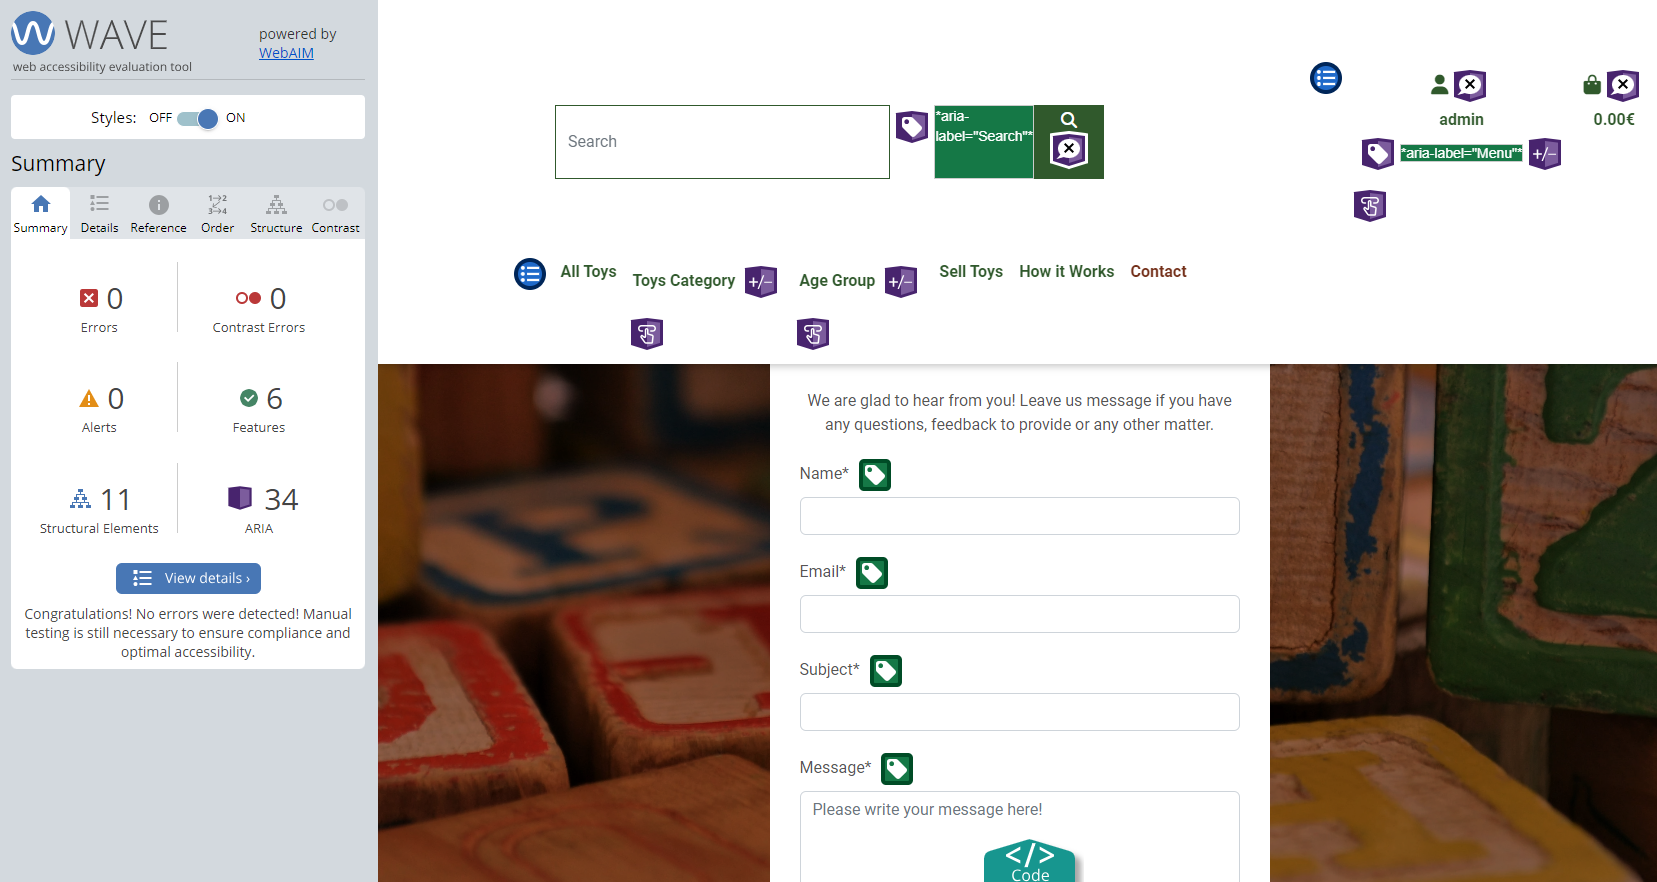 WAVE
powered by
WebAIM
web accessibility evaluation tool
Styles: OFF ON
Summary
1 2
3 4
Summary Details Reference Order Structure Contrast
0 0
Errors Contrast Errors
0 6
Alerts Features
11 34
Structural Elements ARIA
View details ›
Congratulations! No errors were detected! Manual
testing is still necessary to ensure compliance and
optimal accessibility.
Search
*aria-
label="Search"*
admin
0.00€
*aria-label="Menu"*
+/−
All Toys
Toys Category
+/−
Age Group
+/−
Sell Toys
How it Works
Contact
We are glad to hear from you! Leave us message if you have
any questions, feedback to provide or any other matter.
Name*
Email*
Subject*
Message*
Please write your message here!
</>
Code